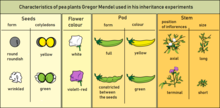 Characteristics of pea plants Gregor Mendel used in his inheritance experiments
Seeds
form cotyledons
round
roundish
yellow
wrinkled
green
Flower
colour
white
violet-red
Pod
form colour
full
yellow
constricted
between
the seeds
green
Stem
position
of inflorescences
size
axial
long
terminal
short